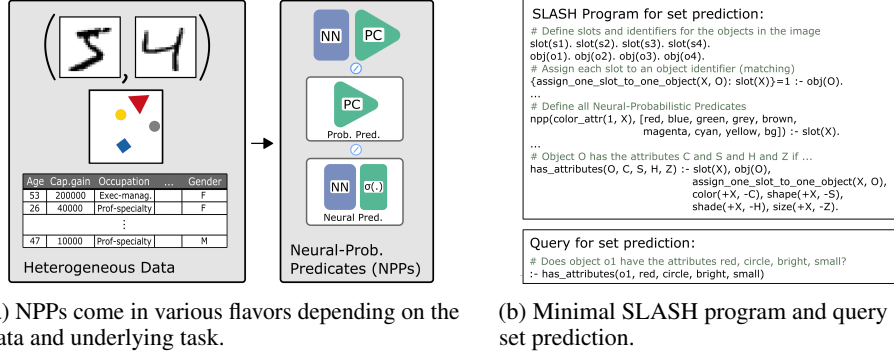 5 , 4
NN PC
PC
Prob. Pred.
NN σ(.)
Neural Pred.
Age Cap.gain Occupation ... Gender
53 200000 Exec-manag. F
26 40000 Prof-specialty F
⋮
47 10000 Prof-specialty M
Heterogeneous Data
Neural-Prob.
Predicates (NPPs)
) NPPs come in various flavors depending on the
ata and underlying task.
SLASH Program for set prediction:
# Define slots and identifiers for the objects in the image
slot(s1). slot(s2). slot(s3). slot(s4).
obj(o1). obj(o2). obj(o3). obj(o4).
# Assign each slot to an object identifier (matching)
{assign_one_slot_to_one_object(X, O): slot(X)}=1 :- obj(O).
...
# Define all Neural-Probabilistic Predicates
npp(color_attr(1, X), [red, blue, green, grey, brown,
magenta, cyan, yellow, bg]) :- slot(X).
...
# Object O has the attributes C and S and H and Z if ...
has_attributes(O, C, S, H, Z) :- slot(X), obj(O),
assign_one_slot_to_one_object(X, O),
color(+X, -C), shape(+X, -S),
shade(+X, -H), size(+X, -Z).
Query for set prediction:
# Does object o1 have the attributes red, circle, bright, small?
:- has_attributes(o1, red, circle, bright, small)
(b) Minimal SLASH program and query
set prediction.